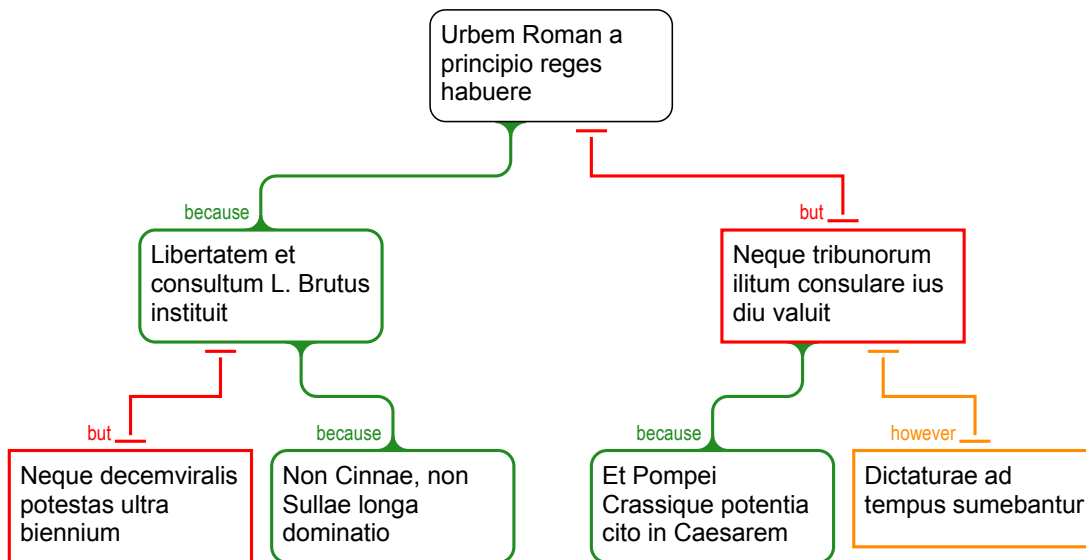 Urbem Roman a
principio reges
habuere
because
but
Libertatem et
consultum L. Brutus
instituit
Neque tribunorum
ilitum consulare ius
diu valuit
but
because
because
however
Neque decemviralis
potestas ultra
biennium
Non Cinnae, non
Sullae longa
dominatio
Et Pompei
Crassique potentia
cito in Caesarem
Dictaturae ad
tempus sumebantur